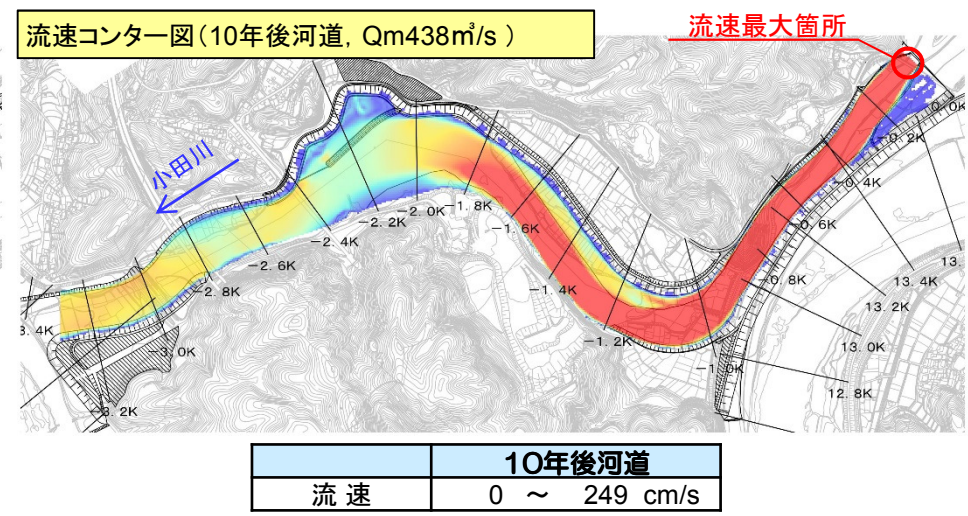 流速コンター図(10年後河道, Qm438㎥/s )
流速最大箇所
小田川
0.0K
-0.2K
-0.4K
-0.6K
-0.8K
-1.0K
-1.2K
-1.4K
-1.6K
-1.8K
-2.0K
-2.2K
-2.4K
-2.6K
-2.8K
-3.0K
-3.2K
3.4K
13.
13.4K
13.2K
13.0K
12.8K
10年後河道
流 速 0 ～ 249 cm/s